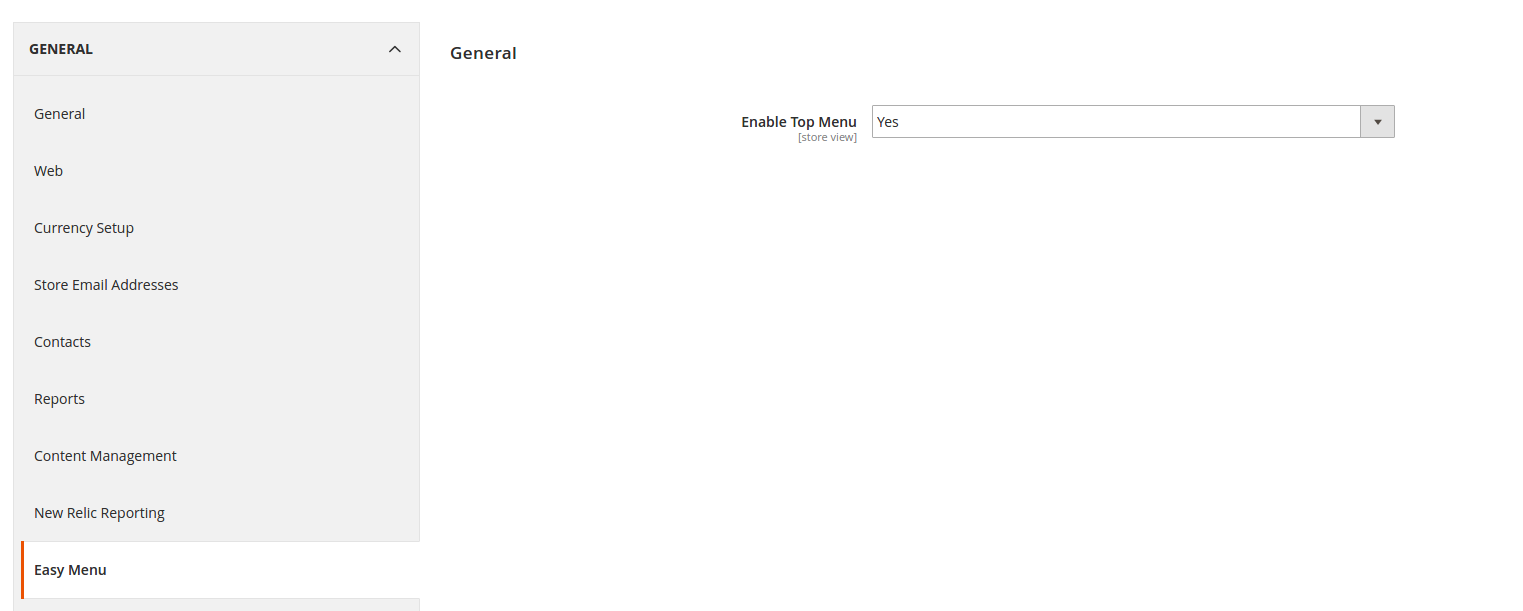 GENERAL
General
Web
Currency Setup
Store Email Addresses
Contacts
Reports
Content Management
New Relic Reporting
Easy Menu
General
Enable Top Menu
[store view]
Yes